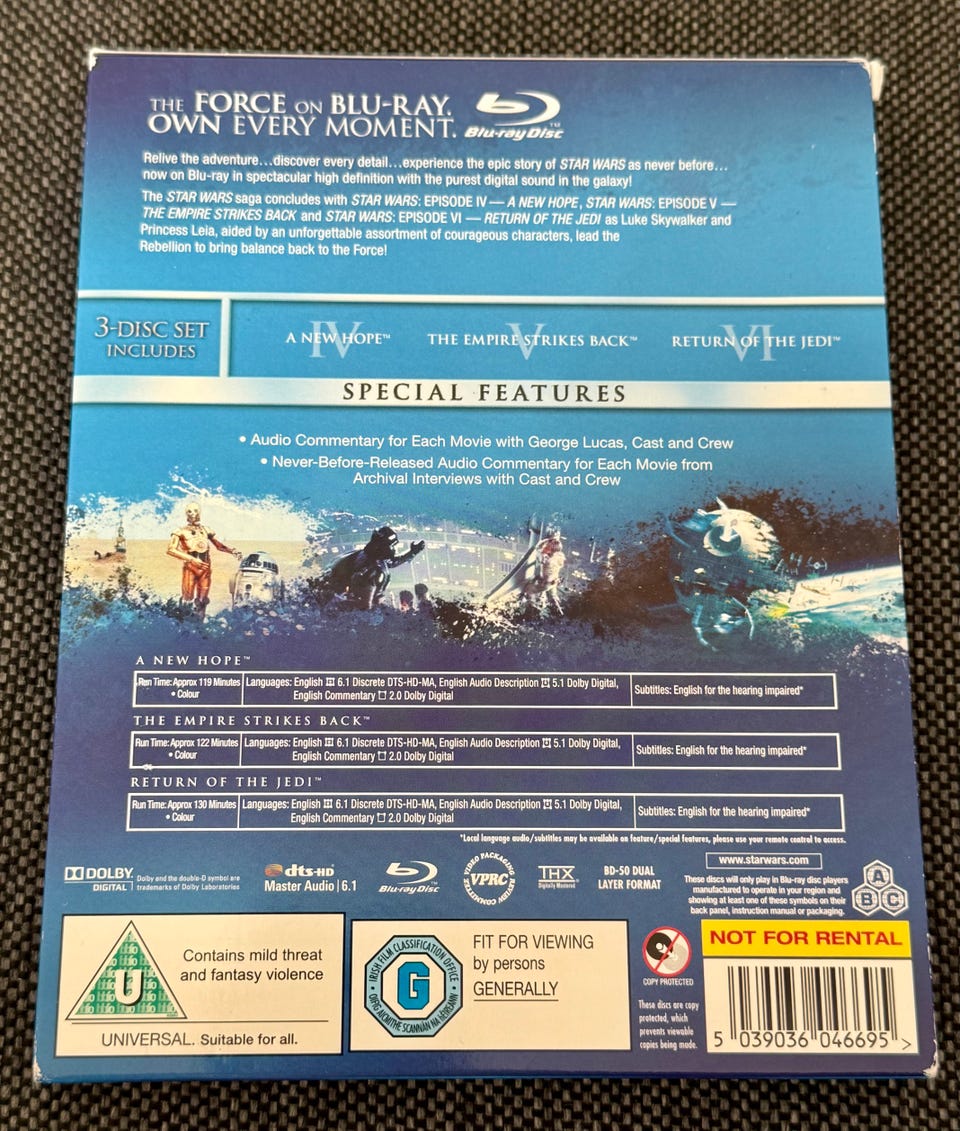 THE FORCE ON BLU-RAY.
OWN EVERY MOMENT.
Blu-ray Disc™
Relive the adventure...discover every detail...experience the epic story of STAR WARS as never before...
now on Blu-ray in spectacular high definition with the purest digital sound in the galaxy!
The STAR WARS saga concludes with STAR WARS: EPISODE IV — A NEW HOPE, STAR WARS: EPISODE V —
THE EMPIRE STRIKES BACK and STAR WARS: EPISODE VI — RETURN OF THE JEDI as Luke Skywalker and
Princess Leia, aided by an unforgettable assortment of courageous characters, lead the
Rebellion to bring balance back to the Force!
3-DISC SET
INCLUDES
IV
A NEW HOPE™
V
THE EMPIRE STRIKES BACK™
VI
RETURN OF THE JEDI™
SPECIAL FEATURES
• Audio Commentary for Each Movie with George Lucas, Cast and Crew
• Never-Before-Released Audio Commentary for Each Movie from
Archival Interviews with Cast and Crew
A NEW HOPE™
Run Time: Approx 119 Minutes
• Colour
Languages: English 6.1 Discrete DTS-HD-MA, English Audio Description 5.1 Dolby Digital,
English Commentary 2.0 Dolby Digital
Subtitles: English for the hearing impaired*
THE EMPIRE STRIKES BACK™
Run Time: Approx 122 Minutes
• Colour
Languages: English 6.1 Discrete DTS-HD-MA, English Audio Description 5.1 Dolby Digital,
English Commentary 2.0 Dolby Digital
Subtitles: English for the hearing impaired*
RETURN OF THE JEDI™
Run Time: Approx 130 Minutes
• Colour
Languages: English 6.1 Discrete DTS-HD-MA, English Audio Description 5.1 Dolby Digital,
English Commentary 2.0 Dolby Digital
Subtitles: English for the hearing impaired*
*Local language audio/subtitles may be available on feature/special features, please use your remote control to access.
DOLBY
DIGITAL
Dolby and the double-D symbol are
trademarks of Dolby Laboratories
dts-HD
Master Audio | 6.1
Blu-ray Disc
VIDEO PACKAGING REVIEW COMMITTEE
VPRC
THX
Digitally Mastered
BD-50 DUAL
LAYER FORMAT
www.starwars.com
These discs will only play in Blu-ray disc players
manufactured to operate in your region and
showing at least one of these symbols on their
back panel, instruction manual or packaging.
A
B C
U
Contains mild threat
and fantasy violence
UNIVERSAL. Suitable for all.
IRISH FILM CLASSIFICATION OFFICE
OIFIG AICMITHE SCANNÁN NA HÉIREANN
G
FIT FOR VIEWING
by persons
GENERALLY
COPY PROTECTED
These discs are copy
protected, which
prevents viewable
copies being made.
NOT FOR RENTAL
5 039036 046695 >